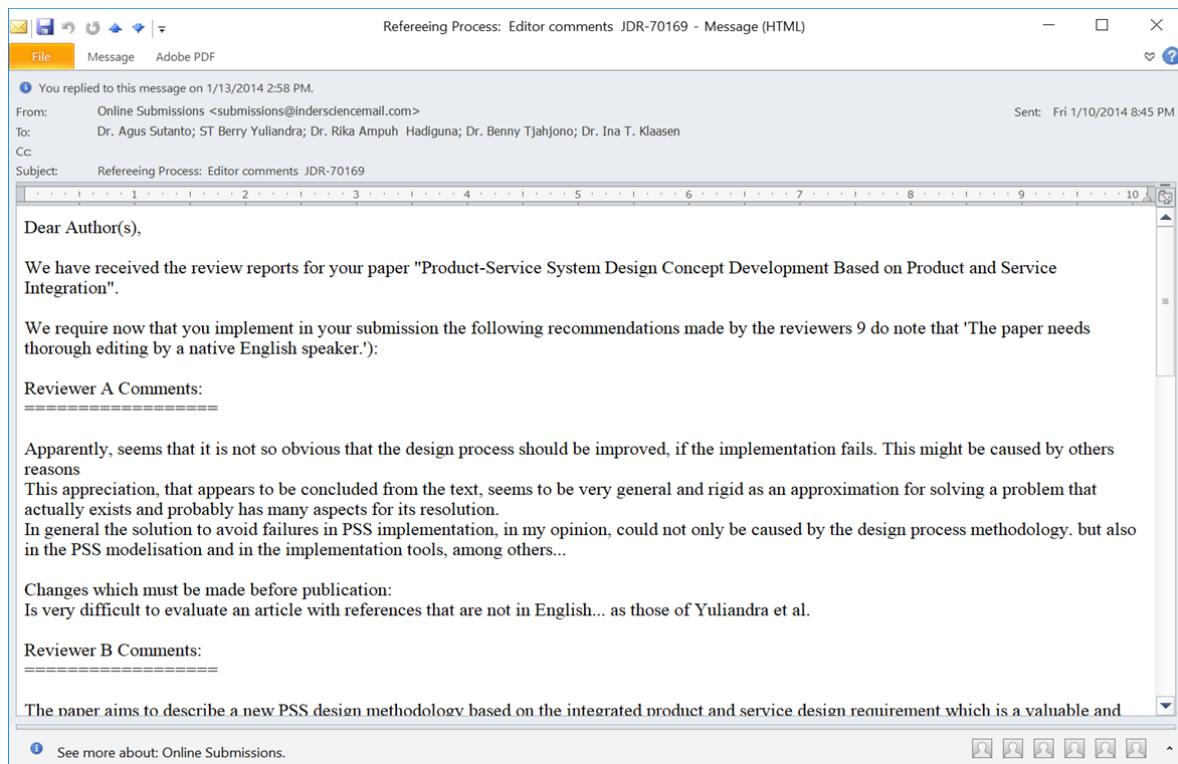 Refereeing Process:  Editor comments  JDR-70169  -  Message (HTML)
File Message Adobe PDF
You replied to this message on 1/13/2014 2:58 PM.
From: Online Submissions <submissions@indersciencemail.com> Sent: Fri 1/10/2014 8:45 PM
To: Dr. Agus Sutanto; ST Berry Yuliandra; Dr. Rika Ampuh  Hadiguna; Dr. Benny Tjahjono; Dr. Ina T. Klaasen
Cc:
Subject: Refereeing Process:  Editor comments  JDR-70169
1 2 3 4 5 6 7 8 9 10
Dear Author(s),
We have received the review reports for your paper "Product-Service System Design Concept Development Based on Product and Service
Integration".
We require now that you implement in your submission the following recommendations made by the reviewers 9 do note that 'The paper needs
thorough editing by a native English speaker.'):
Reviewer A Comments:
==================
Apparently, seems that it is not so obvious that the design process should be improved, if the implementation fails. This might be caused by others
reasons
This appreciation, that appears to be concluded from the text, seems to be very general and rigid as an approximation for solving a problem that
actually exists and probably has many aspects for its resolution.
In general the solution to avoid failures in PSS implementation, in my opinion, could not only be caused by the design process methodology. but also
in the PSS modelisation and in the implementation tools, among others...
Changes which must be made before publication:
Is very difficult to evaluate an article with references that are not in English... as those of Yuliandra et al.
Reviewer B Comments:
==================
The paper aims to describe a new PSS design methodology based on the integrated product and service design requirement which is a valuable and
See more about: Online Submissions.